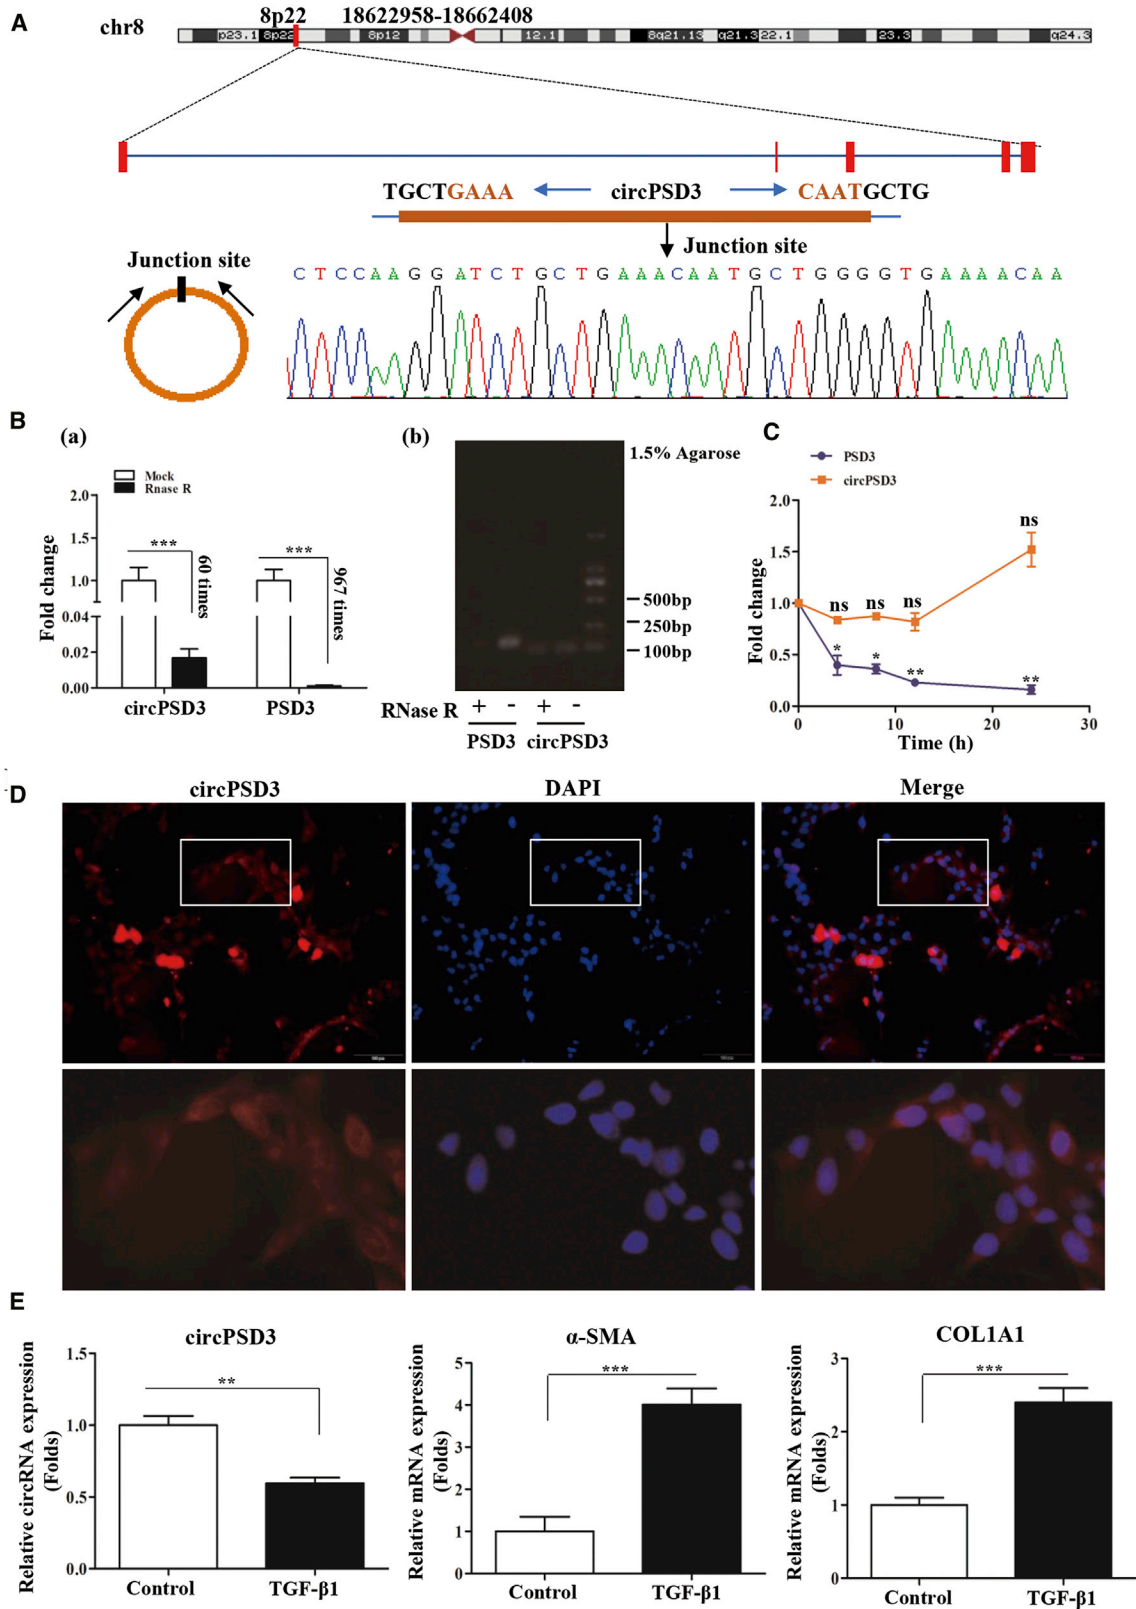 A
8p22 18622958-18662408
chr8
p23.1 8p22 8p12 12.1 8q21.13 q21.3 22.1 23.3 q24.3
TGCTGAAA circPSD3 CAATGCTG
Junction site
Junction site
C T C C A A G G A T C T G C T G A A A C A A T G C T G G G G T G A A A A C A A
B
(a)
Mock
Rnase R
Fold change
2.0
1.5
1.0
0.04
0.02
0.00
***
60 times
***
967 times
circPSD3 PSD3
(b)
1.5% Agarose
500bp
250bp
100bp
RNase R + - + -
PSD3 circPSD3
C
PSD3
circPSD3
Fold change
2.0
1.5
1.0
0.5
0.0
ns ns ns ns
* * ** **
0 10 20 30
Time (h)
D
circPSD3 DAPI Merge
E
circPSD3
Relative circRNA expression
(Folds)
1.5
1.0
0.5
0.0
**
Control TGF-β1
α-SMA
Relative mRNA expression
(Folds)
5
4
3
2
1
0
***
Control TGF-β1
COL1A1
Relative mRNA expression
(Folds)
3
2
1
0
***
Control TGF-β1